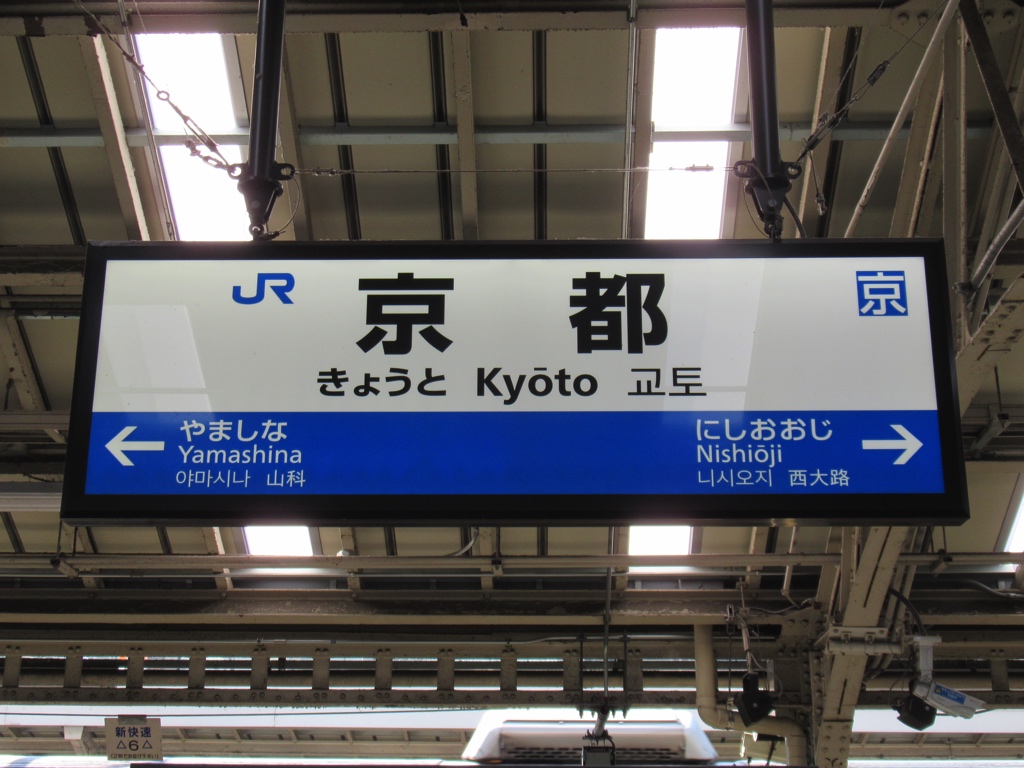 JR 京都 京
きょうと Kyōto 교토
← やましな
Yamashina
야마시나 山科
にしおおじ →
Nishiōji
니시오지 西大路
新快速
△6△